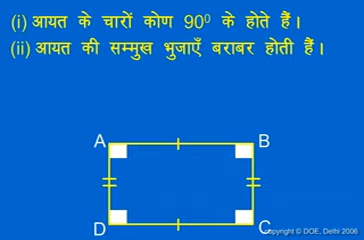 (i) आयत के चारों कोण 90⁰ के होते हैं।
(ii) आयत की सम्मुख भुजाएँ बराबर होती हैं।
A B
D C
copyright © DOE, Delhi 2006